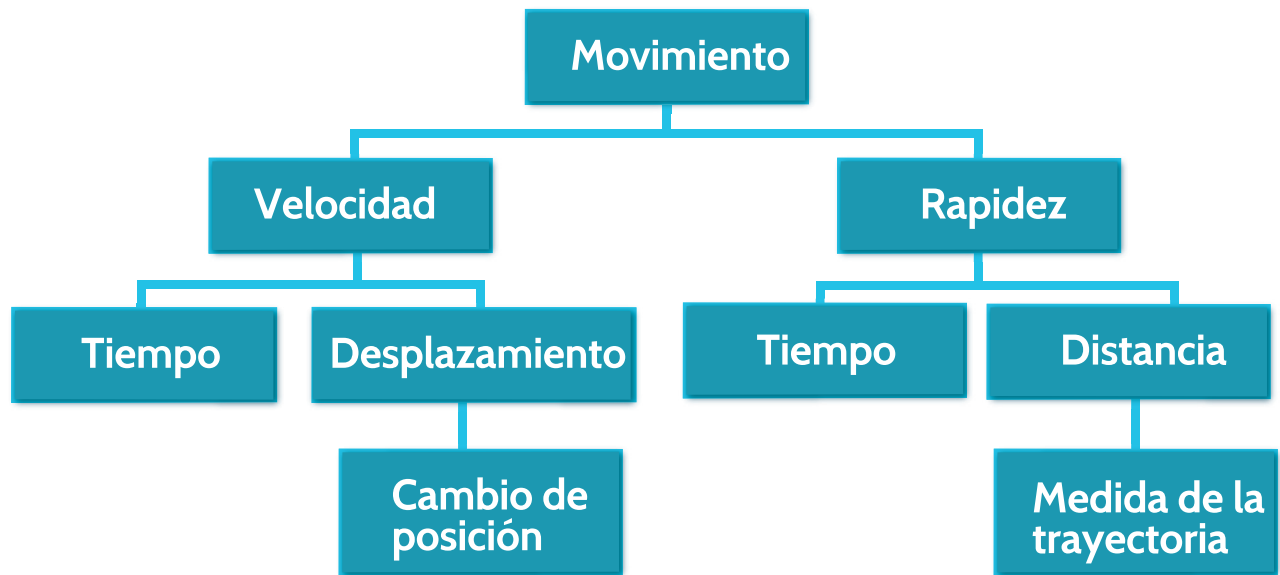 Movimiento
Velocidad
Rapidez
Tiempo
Desplazamiento
Tiempo
Distancia
Cambio de
posición
Medida de la
trayectoria